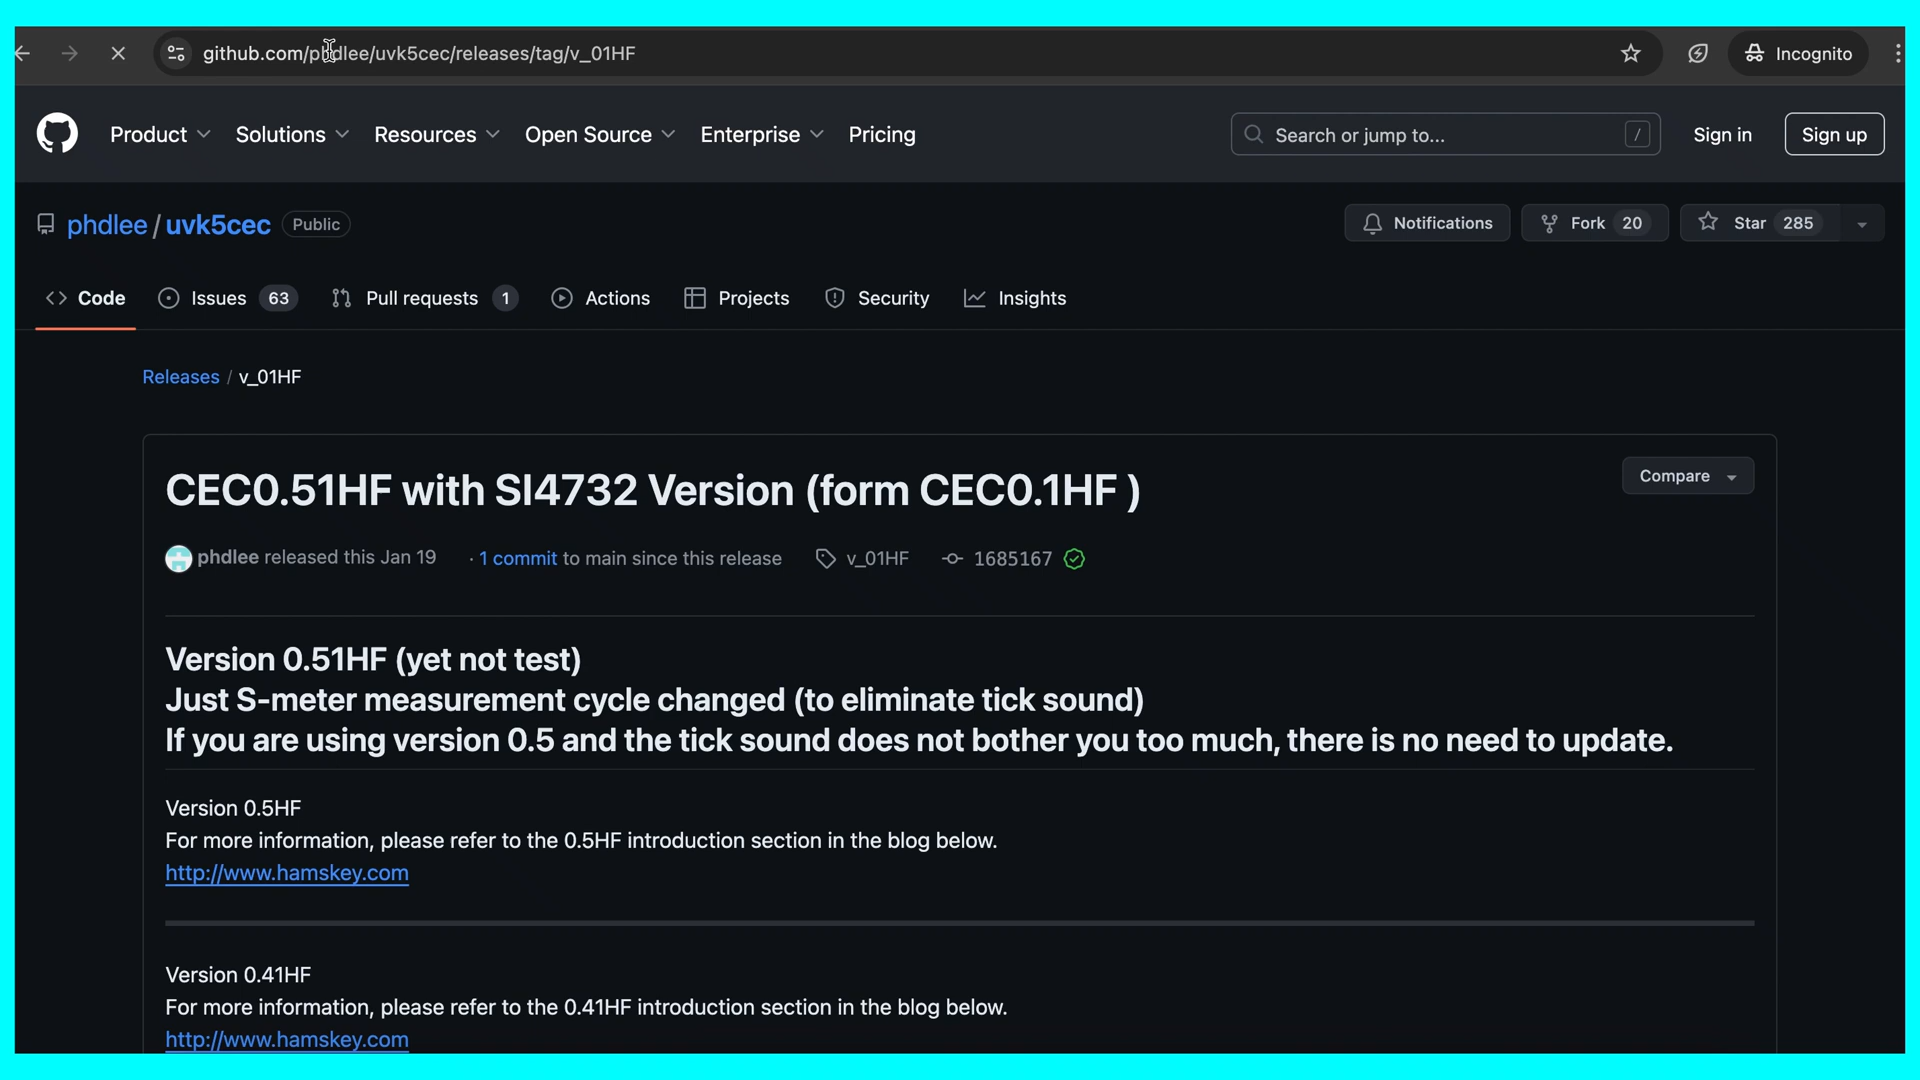 github.com/phdlee/uvk5cec/releases/tag/v_01HF
Incognito
Product
Solutions
Resources
Open Source
Enterprise
Pricing
Search or jump to...
/
Sign in
Sign up
phdlee / uvk5cec
Public
Notifications
Fork 20
Star 285
Code
Issues 63
Pull requests 1
Actions
Projects
Security
Insights
Releases / v_01HF
CEC0.51HF with SI4732 Version (form CEC0.1HF )
Compare
phdlee released this Jan 19 · 1 commit to main since this release v_01HF 1685167
Version 0.51HF (yet not test)
Just S-meter measurement cycle changed (to eliminate tick sound)
If you are using version 0.5 and the tick sound does not bother you too much, there is no need to update.
Version 0.5HF
For more information, please refer to the 0.5HF introduction section in the blog below.
http://www.hamskey.com
Version 0.41HF
For more information, please refer to the 0.41HF introduction section in the blog below.
http://www.hamskey.com